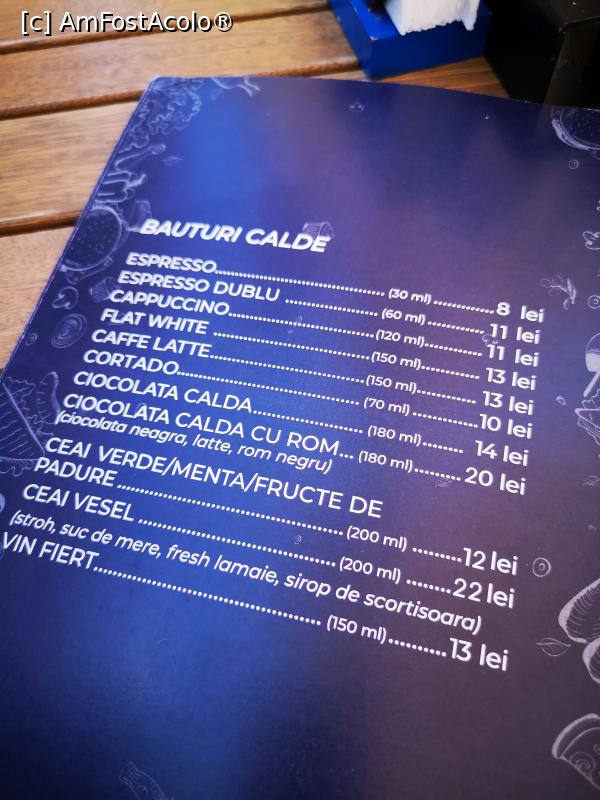 [c] AmFostAcolo®
BAUTURI CALDE
ESPRESSO (30 ml) 8 lei
ESPRESSO DUBLU (60 ml) 11 lei
CAPPUCCINO (120 ml) 11 lei
FLAT WHITE (150 ml) 13 lei
CAFFE LATTE (150 ml) 13 lei
CORTADO (70 ml) 10 lei
CIOCOLATA CALDA (180 ml) 14 lei
CIOCOLATA CALDA CU ROM (180 ml) 20 lei
(ciocolata neagra, latte, rom negru)
CEAI VERDE/MENTA/FRUCTE DE
PADURE (200 ml) 12 lei
CEAI VESEL (200 ml) 22 lei
(stroh, suc de mere, fresh lamaie, sirop de scortisoara)
VIN FIERT (150 ml) 13 lei